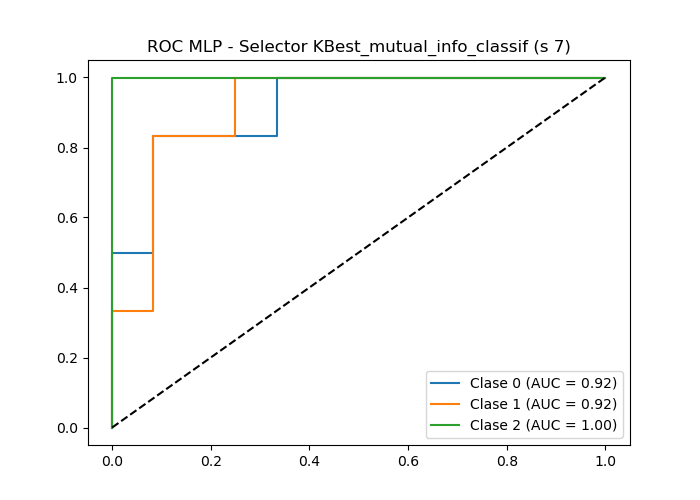 ROC MLP - Selector KBest_mutual_info_classif (s 7)
1.0
0.8
0.6
0.4
0.2
0.0
0.0 0.2 0.4 0.6 0.8 1.0
Clase 0 (AUC = 0.92)
Clase 1 (AUC = 0.92)
Clase 2 (AUC = 1.00)